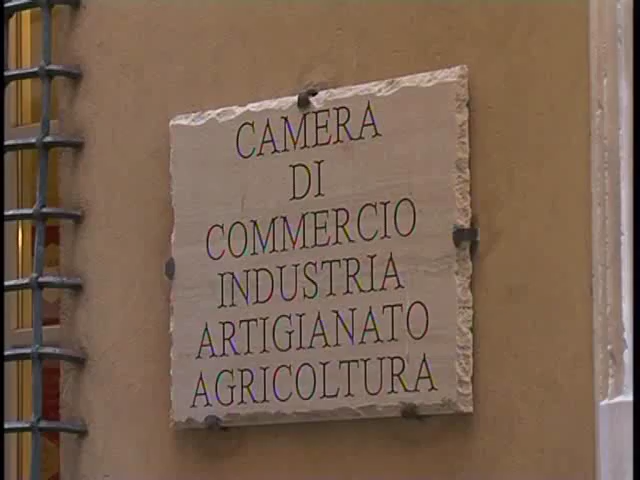 CAMERA
DI
COMMERCIO
INDUSTRIA
ARTIGIANATO
AGRICOLTURA